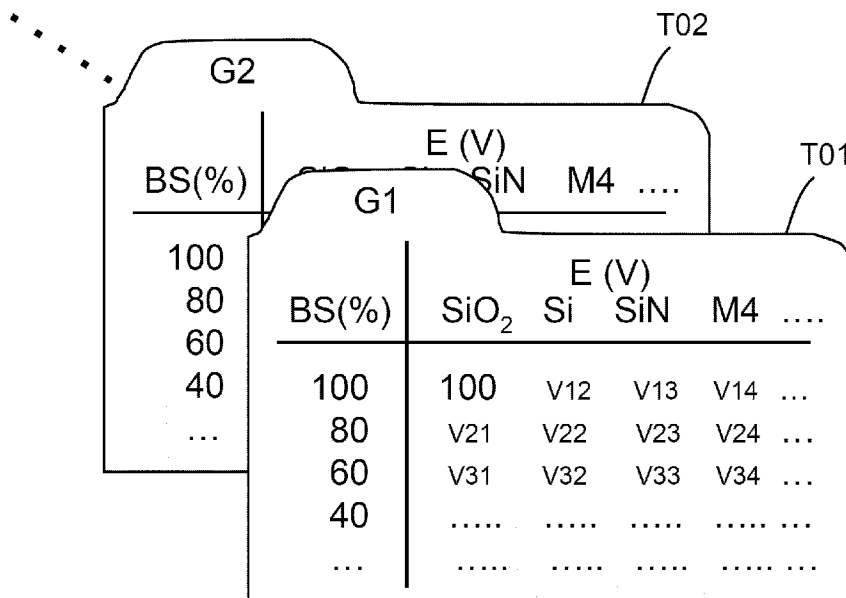 T02
G2
E (V)
BS(%) SiN M4 ....
100
80
60
40
...
T01
G1
E (V)
BS(%) SiO₂ Si SiN M4 ....
100 100 V12 V13 V14 ...
80 V21 V22 V23 V24 ...
60 V31 V32 V33 V34 ...
40 ..... ..... ..... ..... ...
... ..... ..... ..... ..... ...